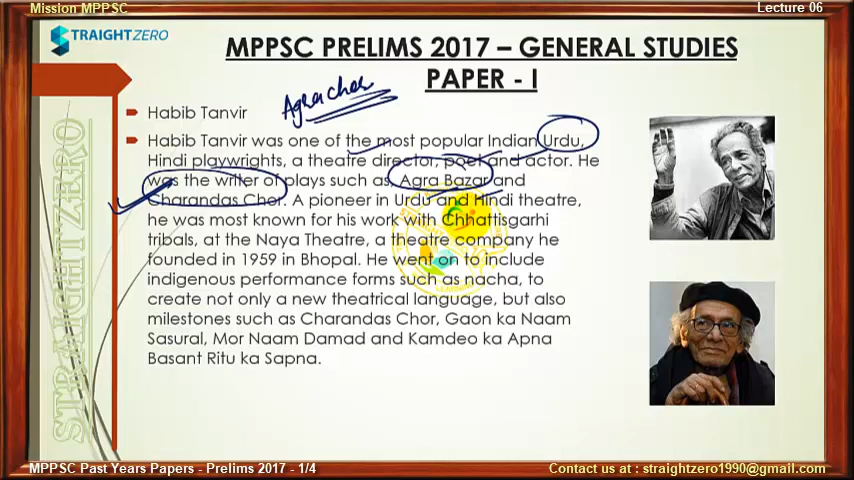 Mission MPPSC
Lecture 06
STRAIGHTZERO
MPPSC PRELIMS 2017 – GENERAL STUDIES
PAPER - I
Agra chor
Habib Tanvir
Habib Tanvir was one of the most popular Indian Urdu,
Hindi playwrights, a theatre director, poet and actor. He
was the writer of plays such as, Agra Bazar and
Charandas Chor. A pioneer in Urdu and Hindi theatre,
he was most known for his work with Chhattisgarhi
tribals, at the Naya Theatre, a theatre company he
founded in 1959 in Bhopal. He went on to include
indigenous performance forms such as nacha, to
create not only a new theatrical language, but also
milestones such as Charandas Chor, Gaon ka Naam
Sasural, Mor Naam Damad and Kamdeo ka Apna
Basant Ritu ka Sapna.
STRAIGHTZERO
MPPSC Past Years Papers - Prelims 2017 - 1/4
Contact us at : straightzero1990@gmail.com